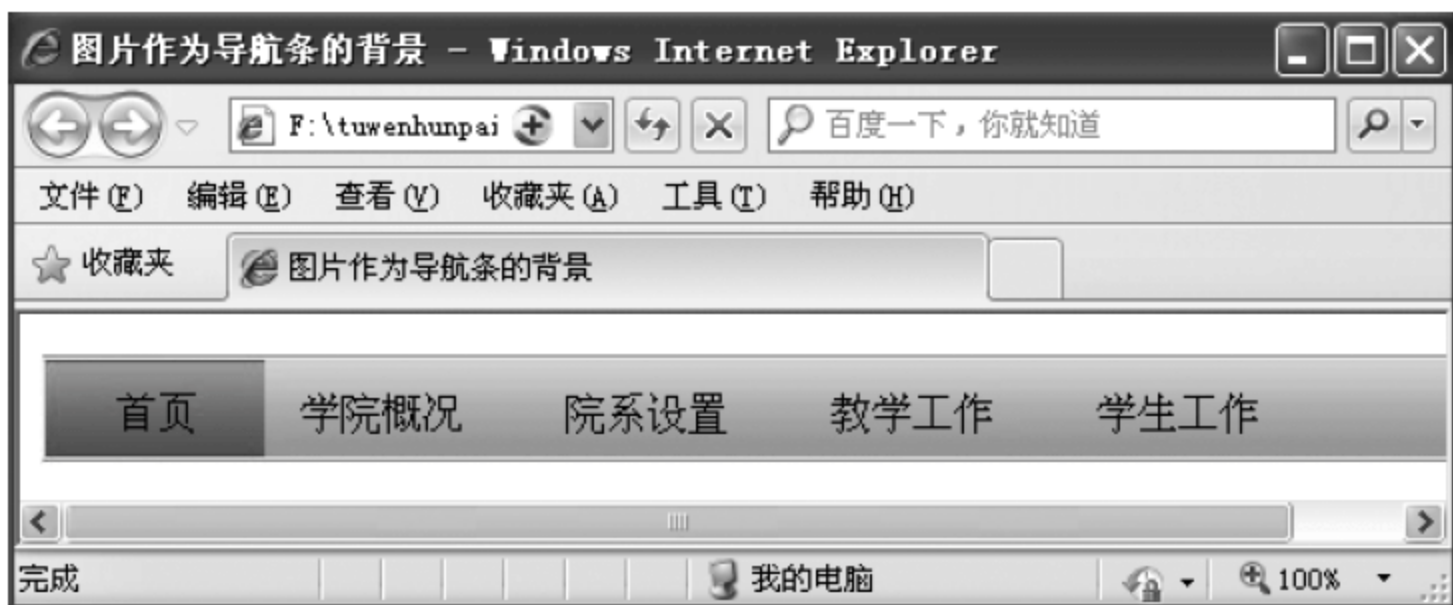 图片作为导航条的背景 - Windows Internet Explorer
F:\tuwenhunpai 百度一下，你就知道
文件(F) 编辑(E) 查看(V) 收藏夹(A) 工具(T) 帮助(H)
收藏夹 图片作为导航条的背景
首页 学院概况 院系设置 教学工作 学生工作
完成 我的电脑 100%